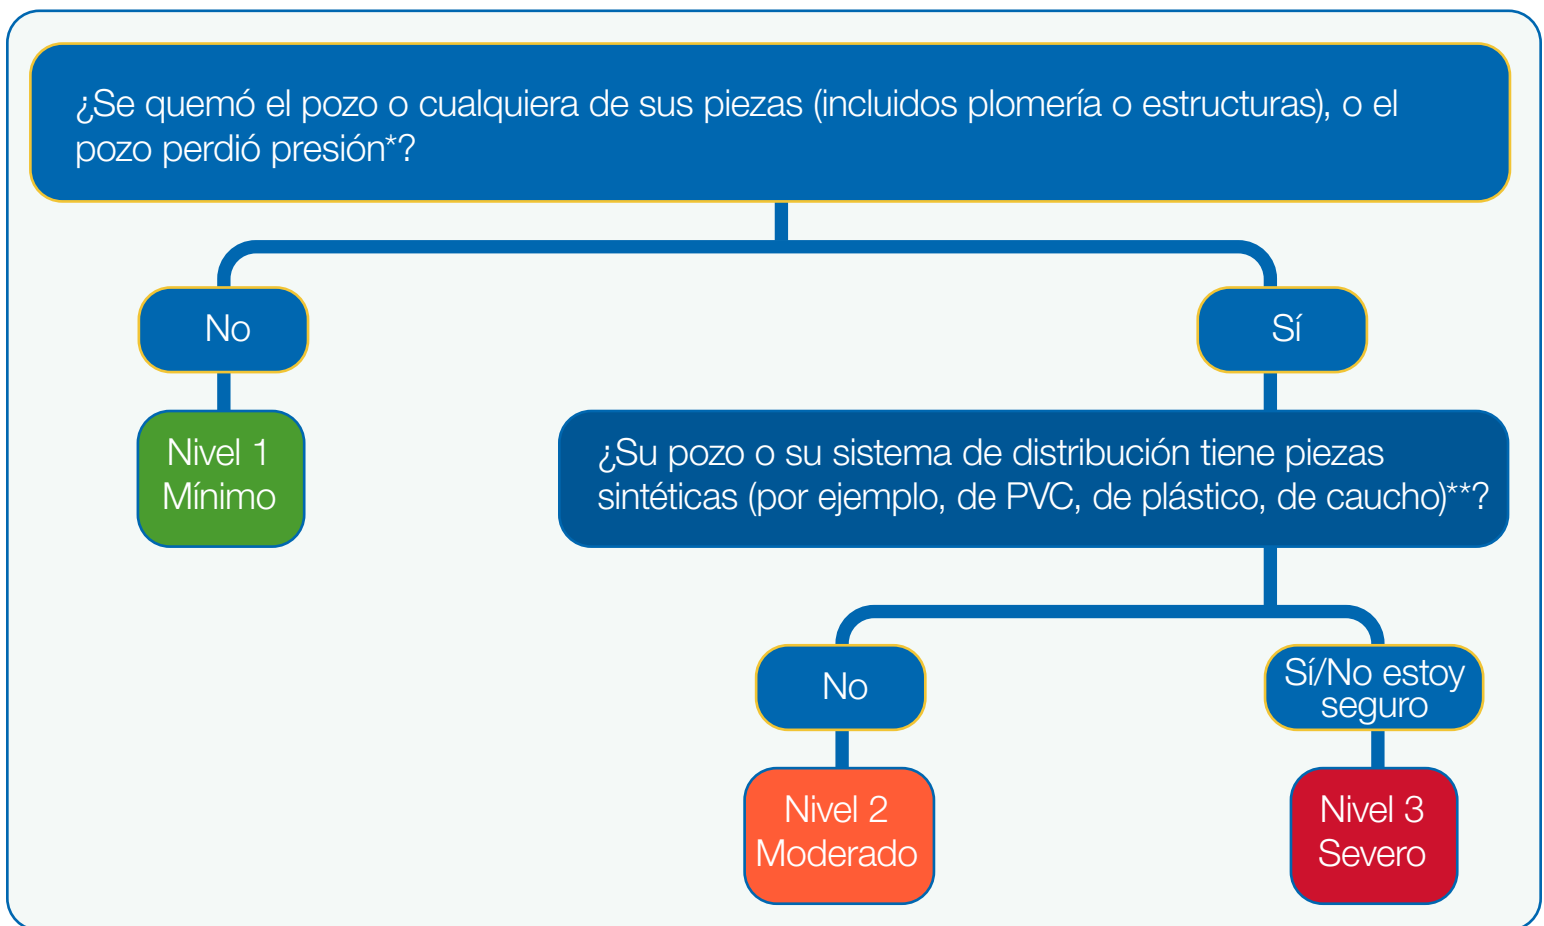 ¿Se quemó el pozo o cualquiera de sus piezas (incluidos plomería o estructuras), o el
pozo perdió presión*?
No
Sí
Nivel 1
Mínimo
¿Su pozo o su sistema de distribución tiene piezas
sintéticas (por ejemplo, de PVC, de plástico, de caucho)**?
No
Sí/No estoy
seguro
Nivel 2
Moderado
Nivel 3
Severo